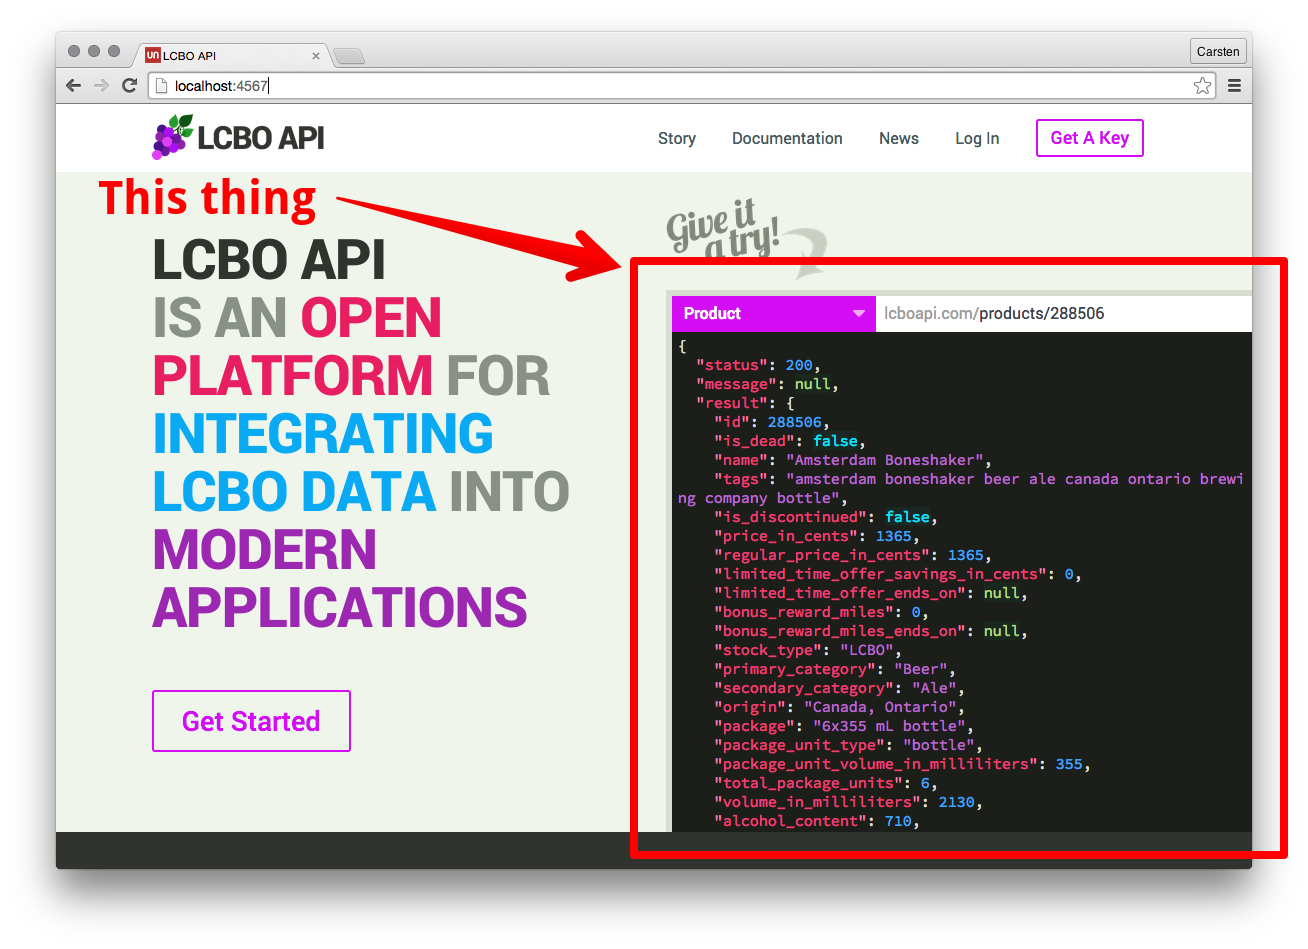 un LCBO API
Carsten
localhost:4567
LCBO API
Story Documentation News Log In Get A Key
This thing
Give it
a try!
LCBO API
IS AN OPEN
PLATFORM FOR
INTEGRATING
LCBO DATA INTO
MODERN
APPLICATIONS
Get Started
Product lcboapi.com/products/288506
{
"status": 200,
"message": null,
"result": {
"id": 288506,
"is_dead": false,
"name": "Amsterdam Boneshaker",
"tags": "amsterdam boneshaker beer ale canada ontario brewi
ng company bottle",
"is_discontinued": false,
"price_in_cents": 1365,
"regular_price_in_cents": 1365,
"limited_time_offer_savings_in_cents": 0,
"limited_time_offer_ends_on": null,
"bonus_reward_miles": 0,
"bonus_reward_miles_ends_on": null,
"stock_type": "LCBO",
"primary_category": "Beer",
"secondary_category": "Ale",
"origin": "Canada, Ontario",
"package": "6x355 mL bottle",
"package_unit_type": "bottle",
"package_unit_volume_in_milliliters": 355,
"total_package_units": 6,
"volume_in_milliliters": 2130,
"alcohol_content": 710,